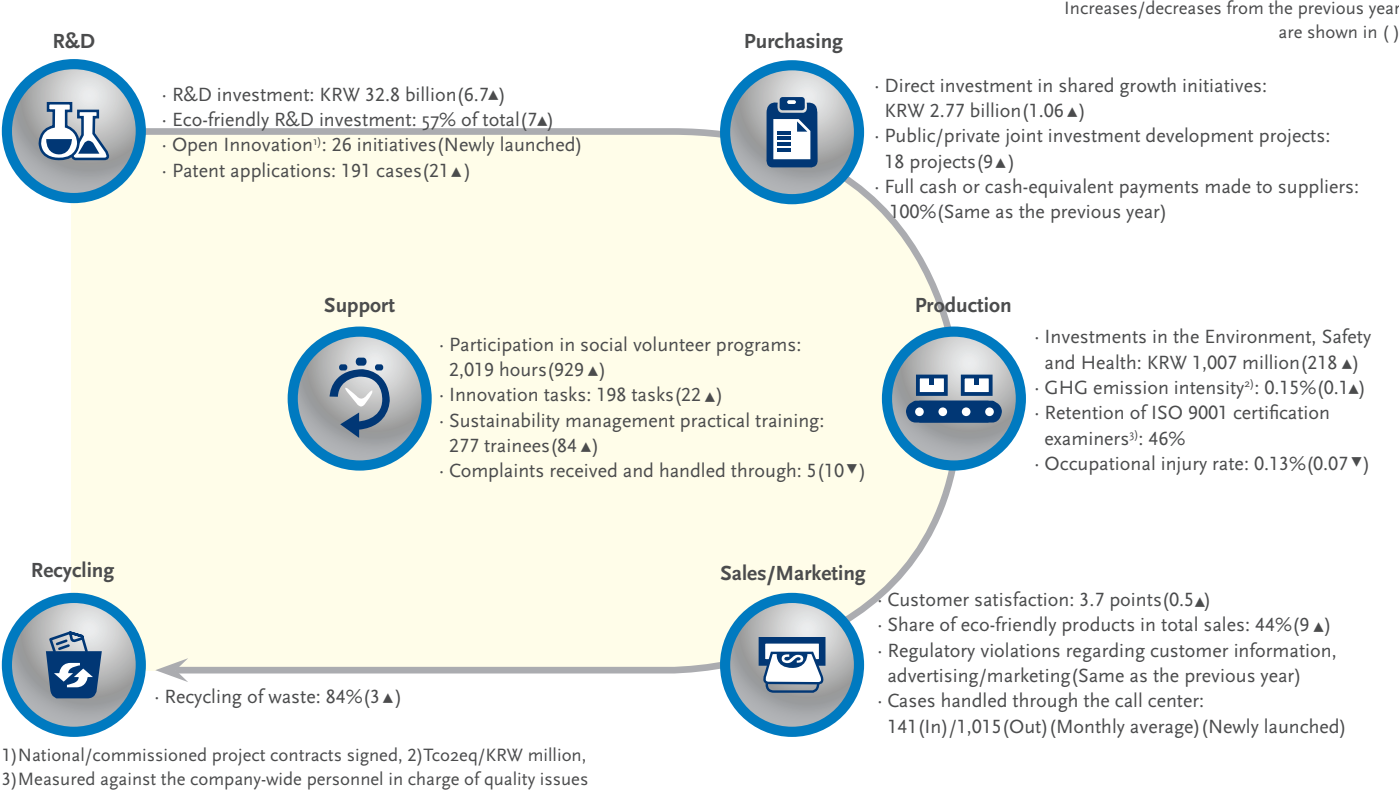 Increases/decreases from the previous year
are shown in ( )
R&D
· R&D investment: KRW 32.8 billion(6.7▲)
· Eco-friendly R&D investment: 57% of total(7▲)
· Open Innovation¹⁾: 26 initiatives(Newly launched)
· Patent applications: 191 cases(21▲)
Purchasing
· Direct investment in shared growth initiatives:
KRW 2.77 billion(1.06▲)
· Public/private joint investment development projects:
18 projects(9▲)
· Full cash or cash-equivalent payments made to suppliers:
100%(Same as the previous year)
Support
· Participation in social volunteer programs:
2,019 hours(929▲)
· Innovation tasks: 198 tasks(22▲)
· Sustainability management practical training:
277 trainees(84▲)
· Complaints received and handled through: 5(10▼)
Production
· Investments in the Environment, Safety
and Health: KRW 1,007 million(218▲)
· GHG emission intensity²⁾: 0.15%(0.1▲)
· Retention of ISO 9001 certification
examiners³⁾: 46%
· Occupational injury rate: 0.13%(0.07▼)
Recycling
· Recycling of waste: 84%(3▲)
Sales/Marketing
· Customer satisfaction: 3.7 points(0.5▲)
· Share of eco-friendly products in total sales: 44%(9▲)
· Regulatory violations regarding customer information,
advertising/marketing(Same as the previous year)
· Cases handled through the call center:
141(In)/1,015(Out)(Monthly average)(Newly launched)
1)National/commissioned project contracts signed, 2)Tco2eq/KRW million,
3)Measured against the company-wide personnel in charge of quality issues